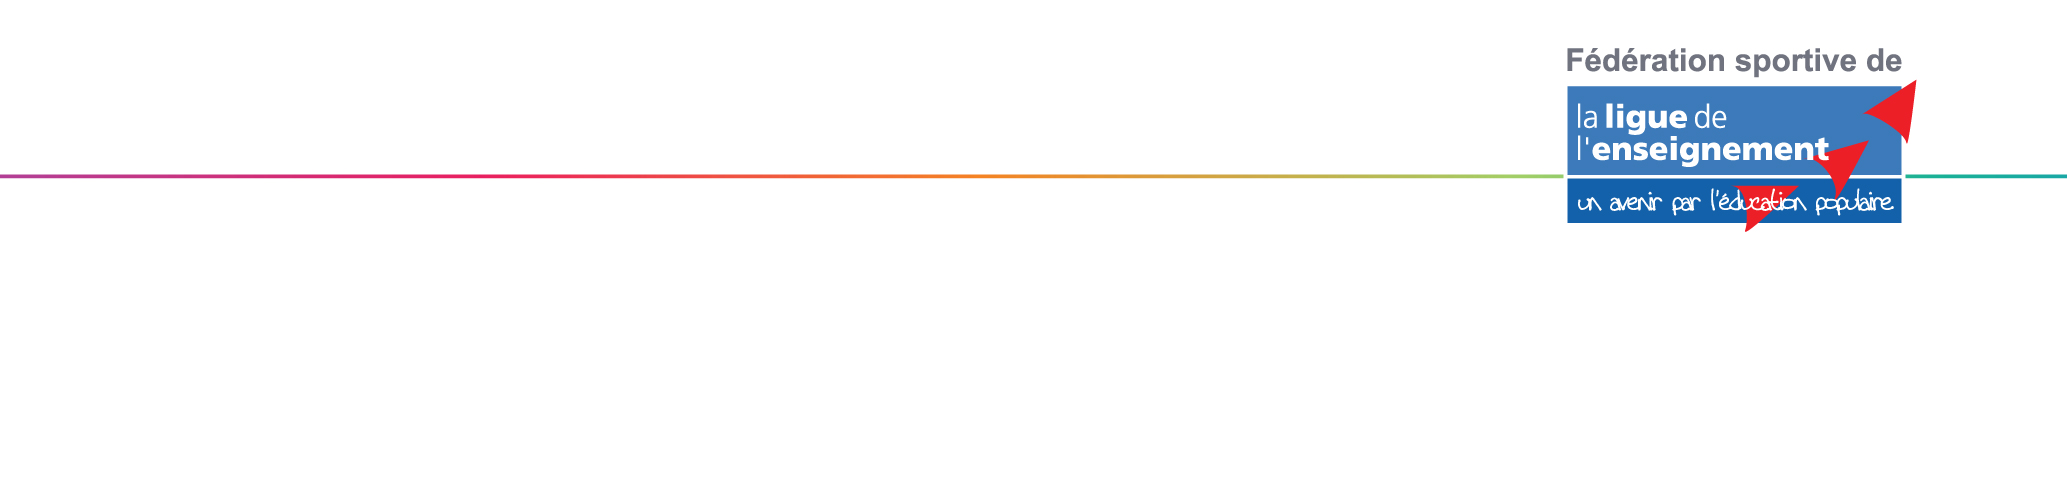 Fédération sportive de
la ligue de
l'enseignement
un avenir par l'éducation populaire